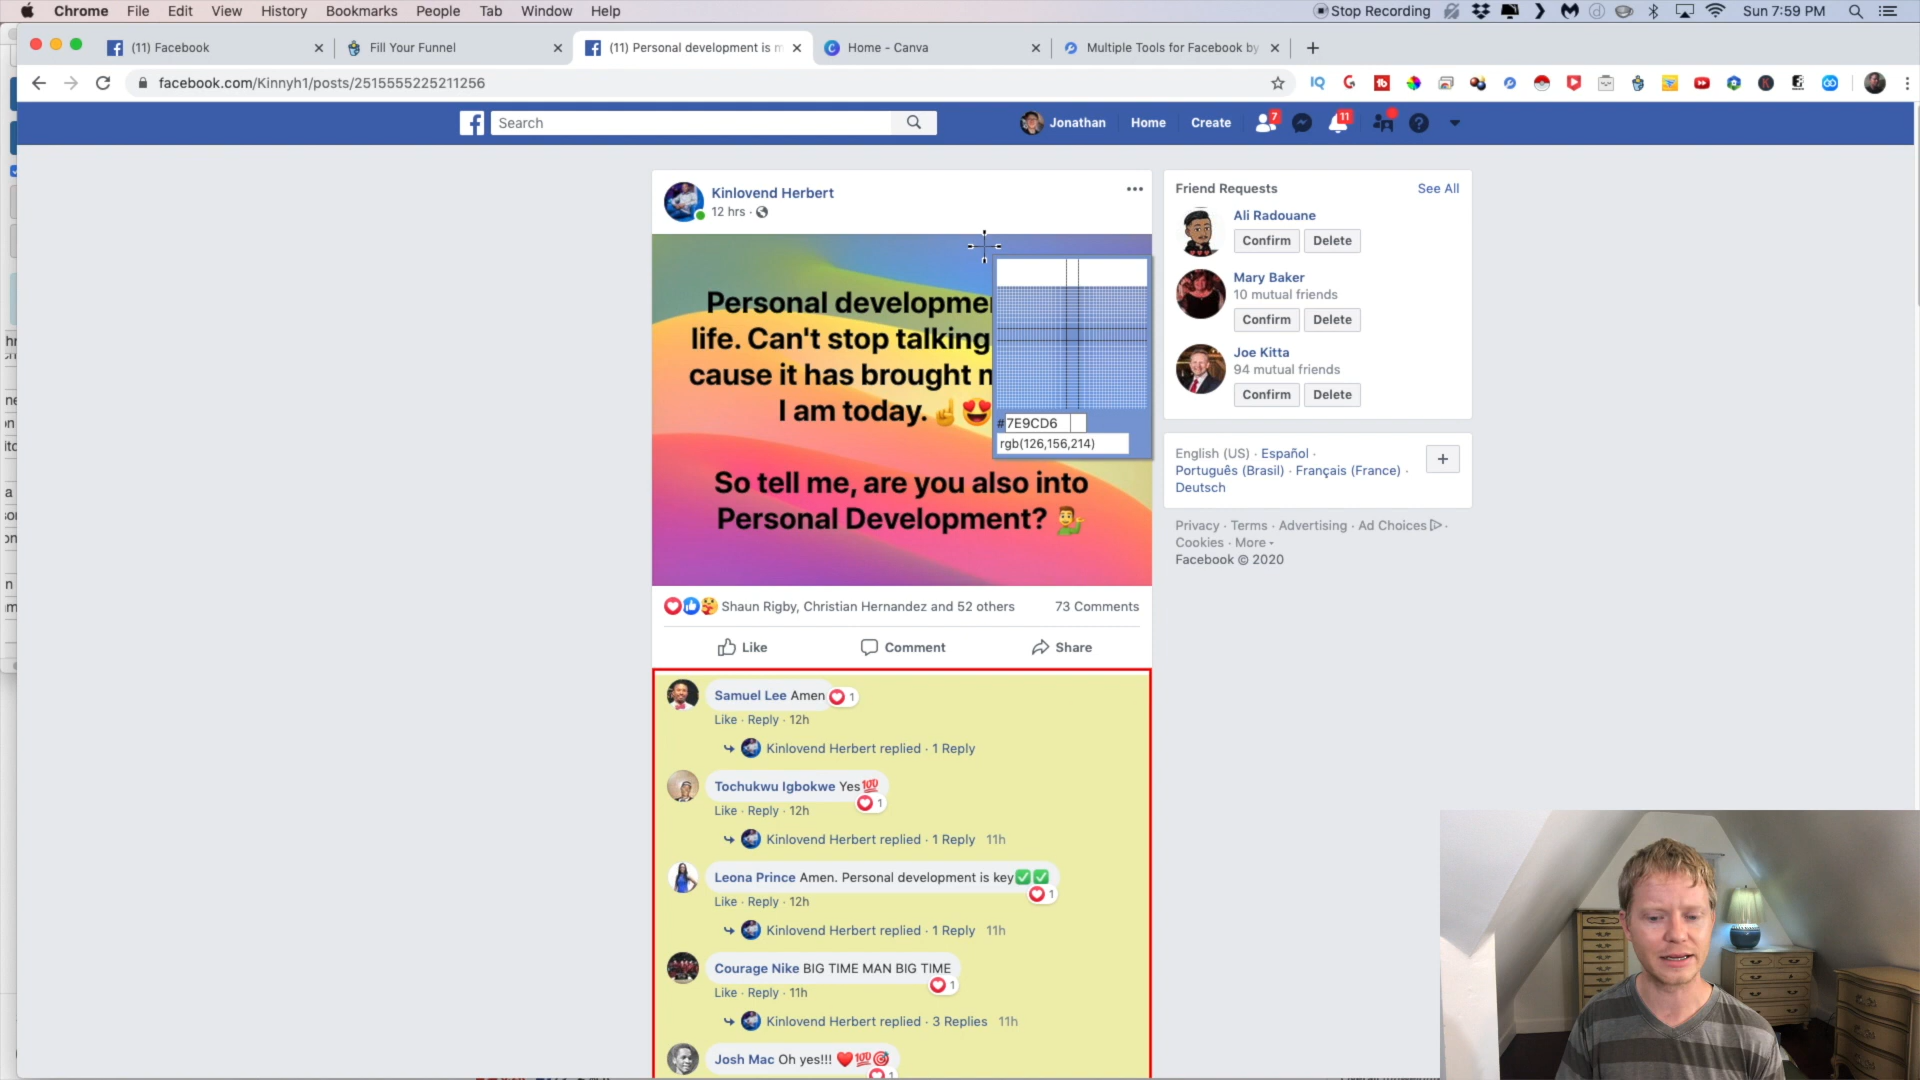 Chrome File Edit View History Bookmarks People Tab Window Help
Stop Recording
Sun 7:59 PM
(11) Facebook
Fill Your Funnel
(11) Personal development is m
Home - Canva
Multiple Tools for Facebook by
facebook.com/Kinnyh1/posts/2515555225211256
Search
Jonathan
Home
Create
7
11
Kinlovend Herbert
12 hrs ·
Personal developme
life. Can't stop talking
cause it has brought m
I am today. ☝😍
So tell me, are you also into
Personal Development? 💁‍♂️
#7E9CD6
rgb(126,156,214)
Shaun Rigby, Christian Hernandez and 52 others
73 Comments
Like
Comment
Share
Samuel Lee Amen
1
Like · Reply · 12h
Kinlovend Herbert replied · 1 Reply
Tochukwu Igbokwe Yes💯
1
Like · Reply · 12h
Kinlovend Herbert replied · 1 Reply 11h
Leona Prince Amen. Personal development is key✅✅
1
Like · Reply · 12h
Kinlovend Herbert replied · 1 Reply 11h
Courage Nike BIG TIME MAN BIG TIME
1
Like · Reply · 11h
Kinlovend Herbert replied · 3 Replies 11h
Josh Mac Oh yes!!! ❤️💯🎯
1
Friend Requests
See All
Ali Radouane
Confirm Delete
Mary Baker
10 mutual friends
Confirm Delete
Joe Kitta
94 mutual friends
Confirm Delete
English (US) · Español ·
Português (Brasil) · Français (France) ·
Deutsch
Privacy · Terms · Advertising · Ad Choices ·
Cookies · More
Facebook © 2020